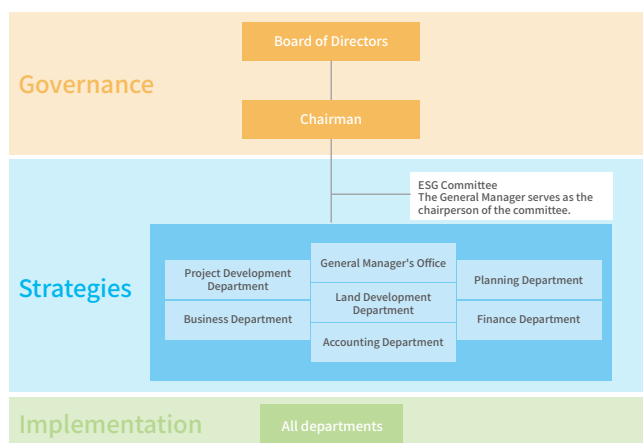 Board of Directors
Governance
Chairman
ESG Committee
The General Manager serves as the
chairperson of the committee.
Strategies
Project Development
Department
Business Department
General Manager's Office
Land Development
Department
Accounting Department
Planning Department
Finance Department
Implementation
All departments